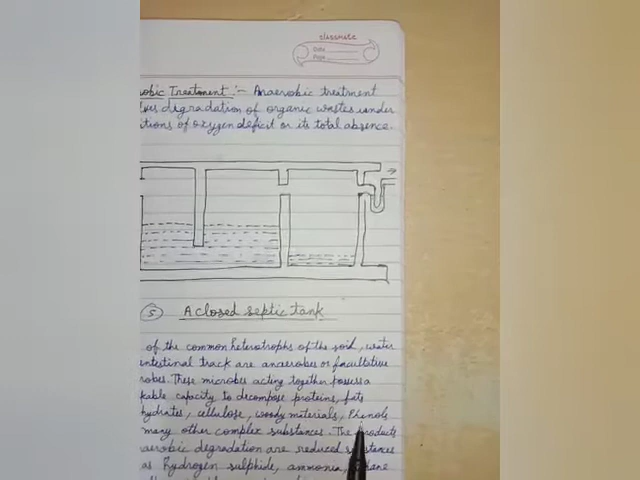 classmate
Date
Page
obic Treatment :- Anaerobic treatment
lves degradation of organic wastes under
itions of oxygen deficit or its total absence.
5 A closed septic tank
of the common heterotrophs of the soil, water
intestinal track are anaerobes or facultative
robes. These microbes acting together possess a
kable capacity to decompose proteins, fats
hydrates, cellulose, woody materials, Phenols
many other complex substances. The products
aerobic degradation are reduced substances
as hydrogen sulphide, ammonia,